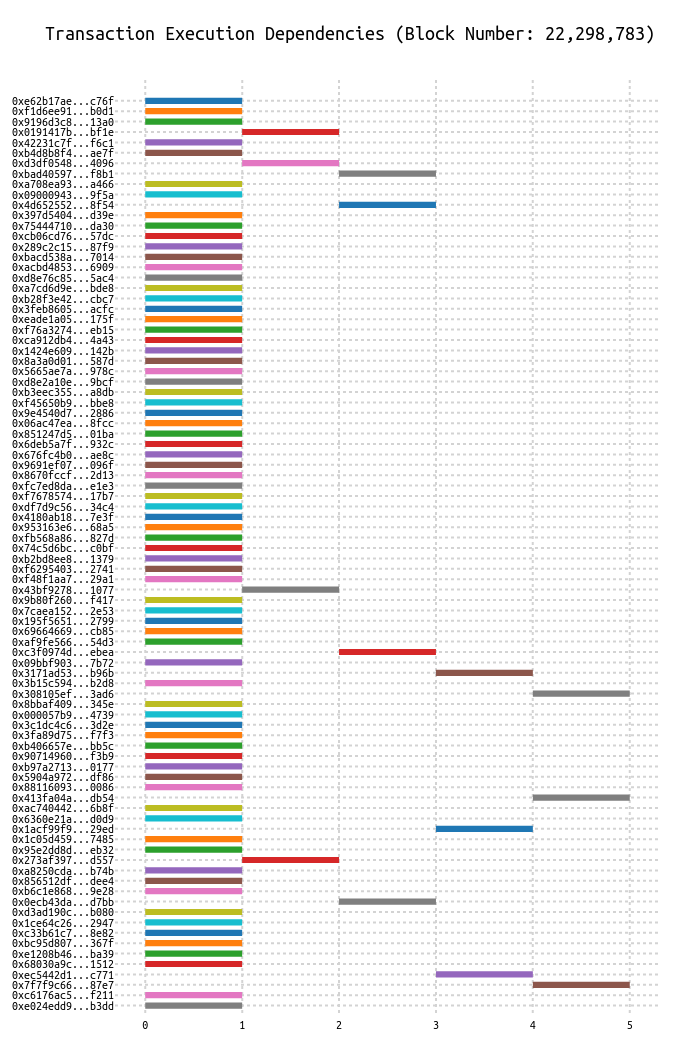 Transaction Execution Dependencies (Block Number: 22,298,783)
0xe62b17ae...c76f
0xf1d6ee91...b0d1
0x9196d3c8...13a0
0x0191417b...bf1e
0x42231c7f...f6c1
0xb4d8b8f4...ae7f
0xd3df0548...4096
0xbad40597...f8b1
0xa708ea93...a466
0x09000943...9f5a
0x4d652552...8f54
0x397d5404...d39e
0x75444710...da30
0xcb06cd76...57dc
0x289c2c15...87f9
0xbacd538a...7014
0xacbd4853...6909
0xd8e76c85...5ac4
0xa7cd6d9e...bde8
0xb28f3e42...cbc7
0x3feb8605...acfc
0xeade1a05...175f
0xf76a3274...eb15
0xca912db4...4a43
0x1424e609...142b
0x8a3a0d01...587d
0x5665ae7a...978c
0xd8e2a10e...9bcf
0xb3eec355...a8db
0xf45650b9...bbe8
0x9e4540d7...2886
0x06ac47ea...8fcc
0x851247d5...01ba
0x6deb5a7f...932c
0x676fc4b0...ae8c
0x9691ef07...096f
0x8670fccf...2d13
0xfc7ed8da...e1e3
0xf7678574...17b7
0xdf7d9c56...34c4
0x4180ab18...7e3f
0x953163e6...68a5
0xfb568a86...827d
0x74c5d6bc...c0bf
0xb2bd8ee8...1379
0xf6295403...2741
0xf48f1aa7...29a1
0x43bf9278...1077
0x9b80f260...f417
0x7caea152...2e53
0x195f5651...2799
0x69664669...cb85
0xaf9fe566...54d3
0xc3f0974d...ebea
0x09bbf903...7b72
0x3171ad53...b96b
0x3b15c594...b2d8
0x308105ef...3ad6
0x8bbaf409...345e
0x000057b9...4739
0x3c1dc4c6...3d2e
0x3fa89d75...f7f3
0xb406657e...bb5c
0x90714960...f3b9
0xb97a2713...0177
0x5904a972...df86
0x88116093...0086
0x413fa04a...db54
0xac740442...6b8f
0x6360e21a...d0d9
0x1acf99f9...29ed
0x1c05d459...7485
0x95e2dd8d...eb32
0x273af397...d557
0xa8250cda...b74b
0x856512df...dee4
0xb6c1e868...9e28
0x0ecb43da...d7bb
0xd3ad190c...b080
0x1ce64c26...2947
0xc33b61c7...8e82
0xbc95d807...367f
0xe1208b46...ba39
0x68030a9c...1512
0xec5442d1...c771
0x7f7f9c66...87e7
0xc6176ac5...f211
0xe024edd9...b3dd
0 1 2 3 4 5